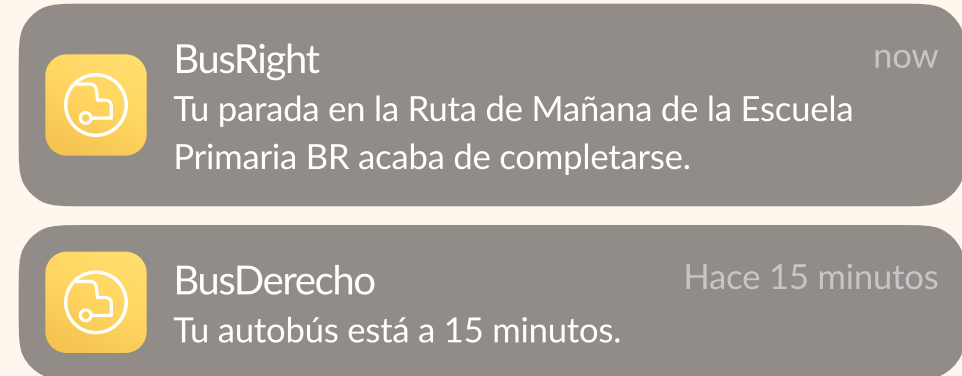 BusRight
now
Tu parada en la Ruta de Mañana de la Escuela
Primaria BR acaba de completarse.
BusDerecho
Hace 15 minutos
Tu autobús está a 15 minutos.